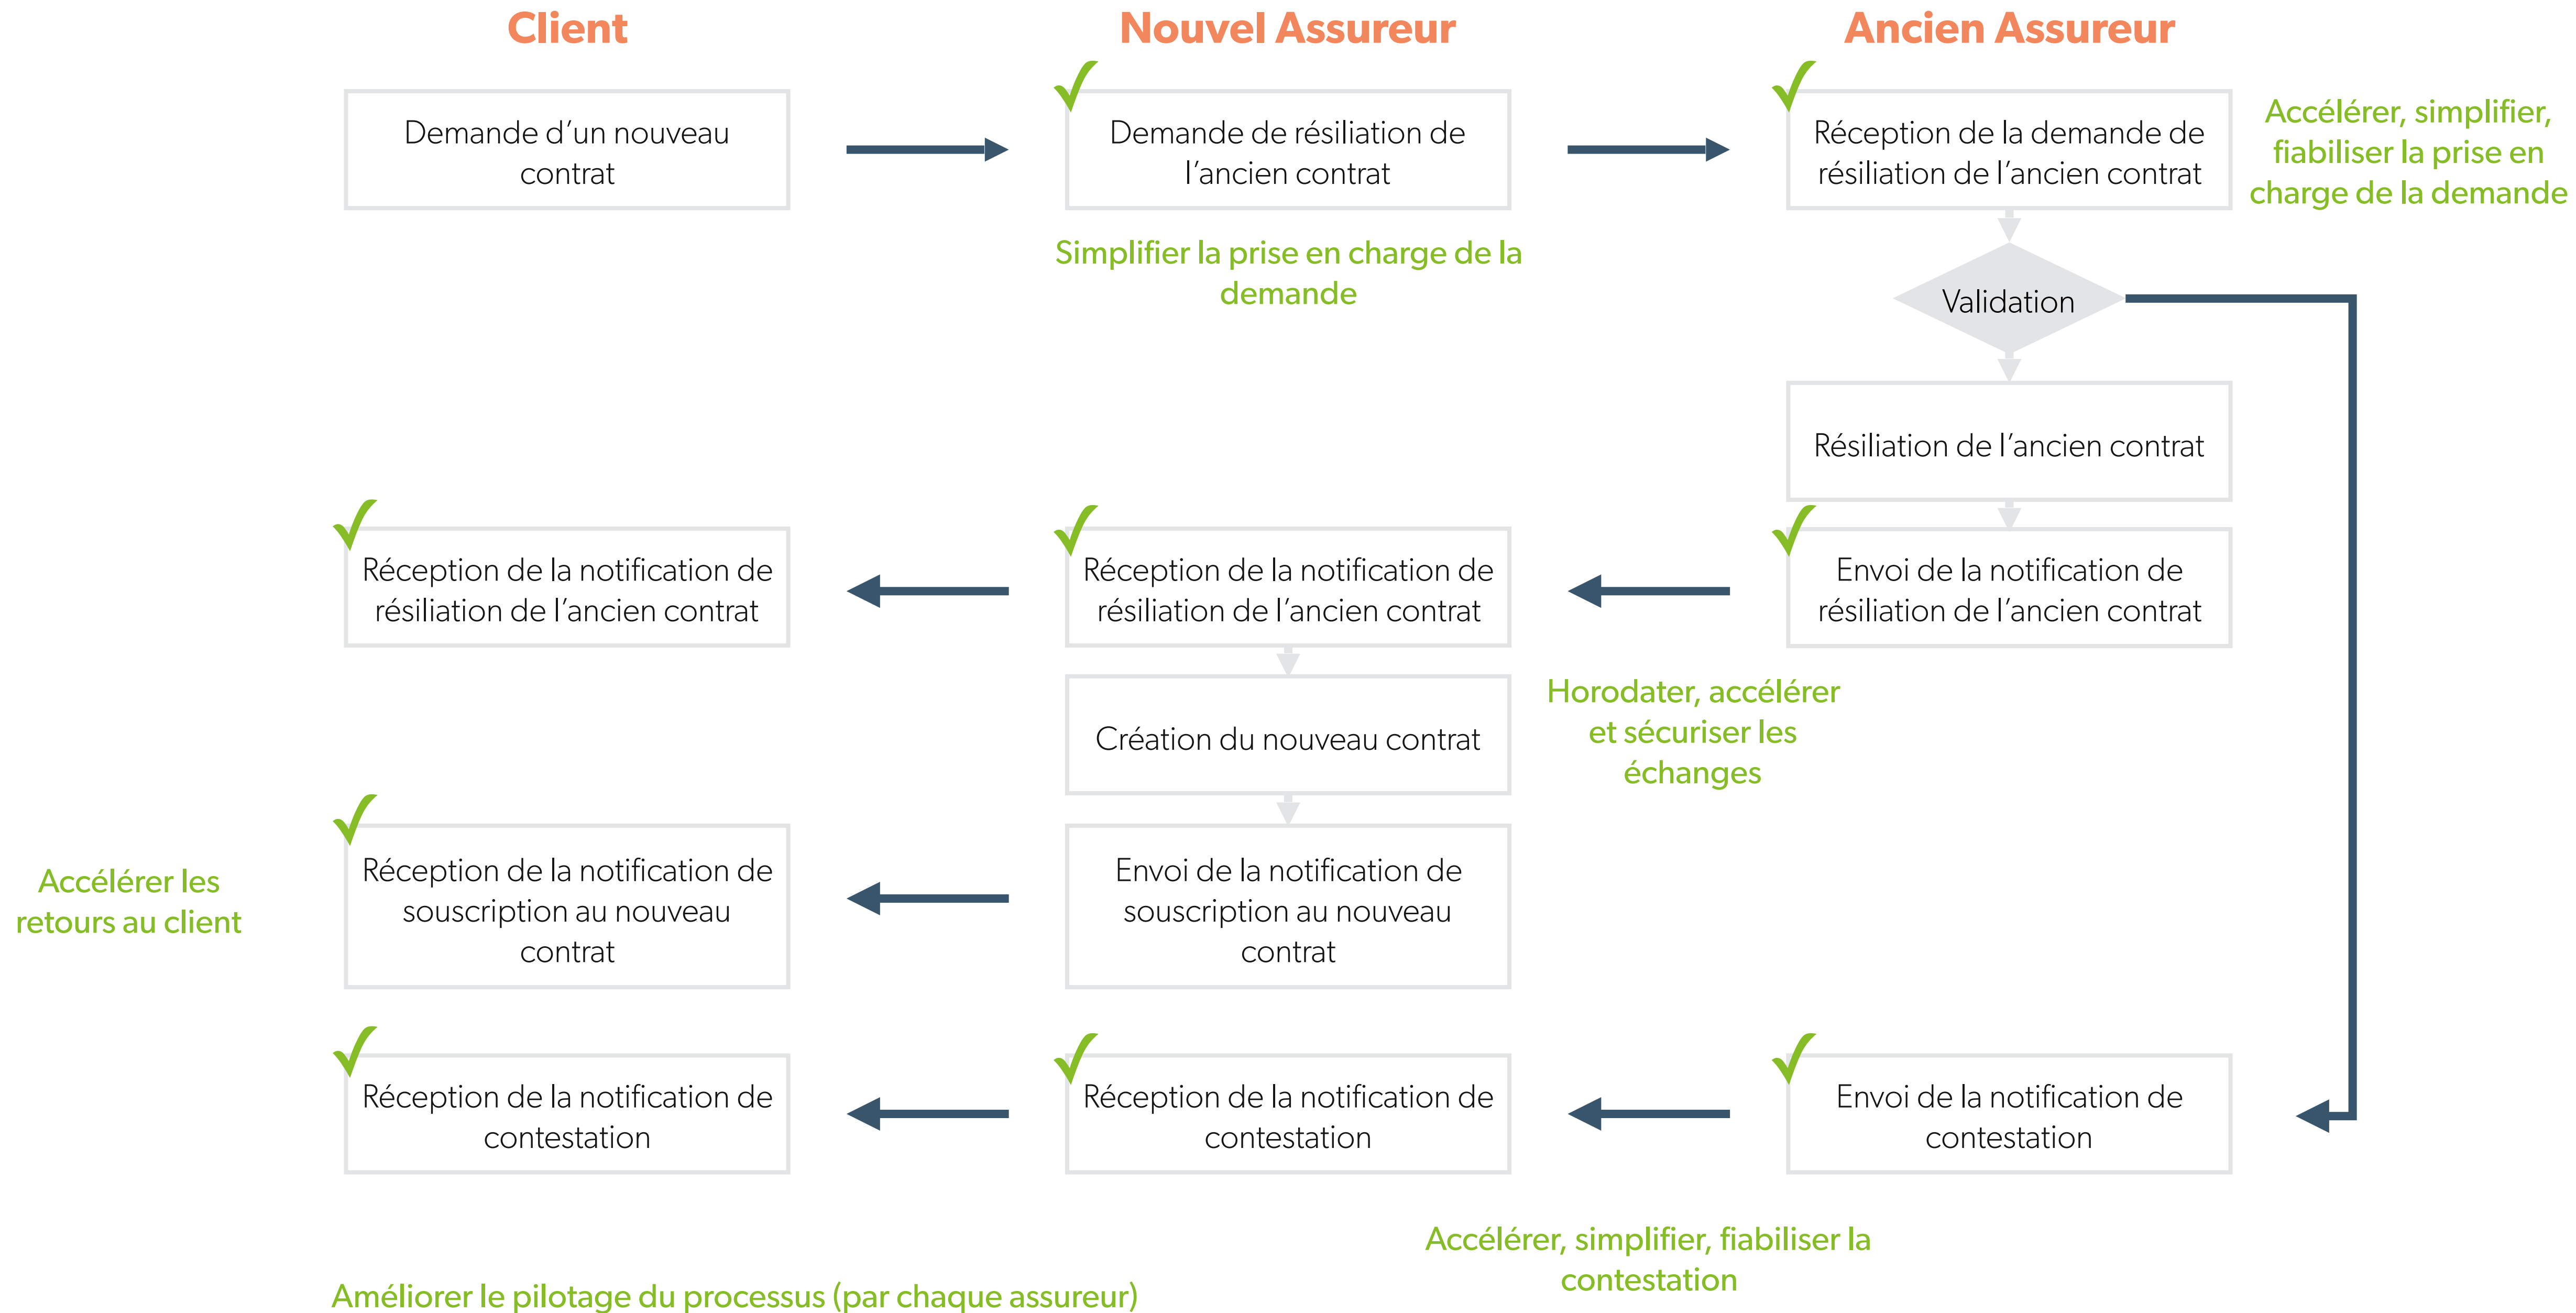 Client
Nouvel Assureur
Ancien Assureur
Demande d’un nouveau
contrat
Demande de résiliation de
l’ancien contrat
Réception de la demande de
résiliation de l’ancien contrat
Accélérer, simplifier,
fiabiliser la prise en
charge de la demande
Simplifier la prise en charge de la
demande
Validation
Résiliation de l’ancien contrat
Réception de la notification de
résiliation de l’ancien contrat
Réception de la notification de
résiliation de l’ancien contrat
Envoi de la notification de
résiliation de l’ancien contrat
Création du nouveau contrat
Horodater, accélérer
et sécuriser les
échanges
Accélérer les
retours au client
Réception de la notification de
souscription au nouveau
contrat
Envoi de la notification de
souscription au nouveau
contrat
Réception de la notification de
contestation
Réception de la notification de
contestation
Envoi de la notification de
contestation
Accélérer, simplifier, fiabiliser la
contestation
Améliorer le pilotage du processus (par chaque assureur)